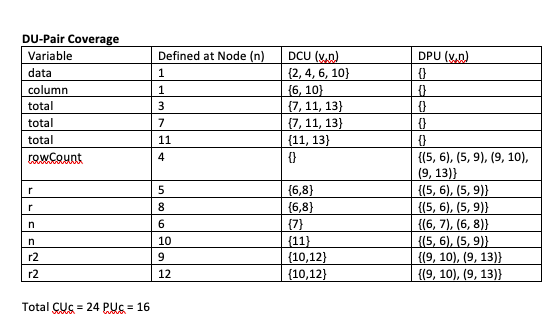 DU-Pair Coverage
Variable Defined at Node (n) DCU (v,n) DPU (v,n)
data 1 {2, 4, 6, 10} {}
column 1 {6, 10} {}
total 3 {7, 11, 13} {}
total 7 {7, 11, 13} {}
total 11 {11, 13} {}
rowCount 4 {} {(5, 6), (5, 9), (9, 10),
(9, 13)}
r 5 {6,8} {(5, 6), (5, 9)}
r 8 {6,8} {(5, 6), (5, 9)}
n 6 {7} {(6, 7), (6, 8)}
n 10 {11} {(5, 6), (5, 9)}
r2 9 {10,12} {(9, 10), (9, 13)}
r2 12 {10,12} {(9, 10), (9, 13)}
Total CUc = 24 PUc = 16